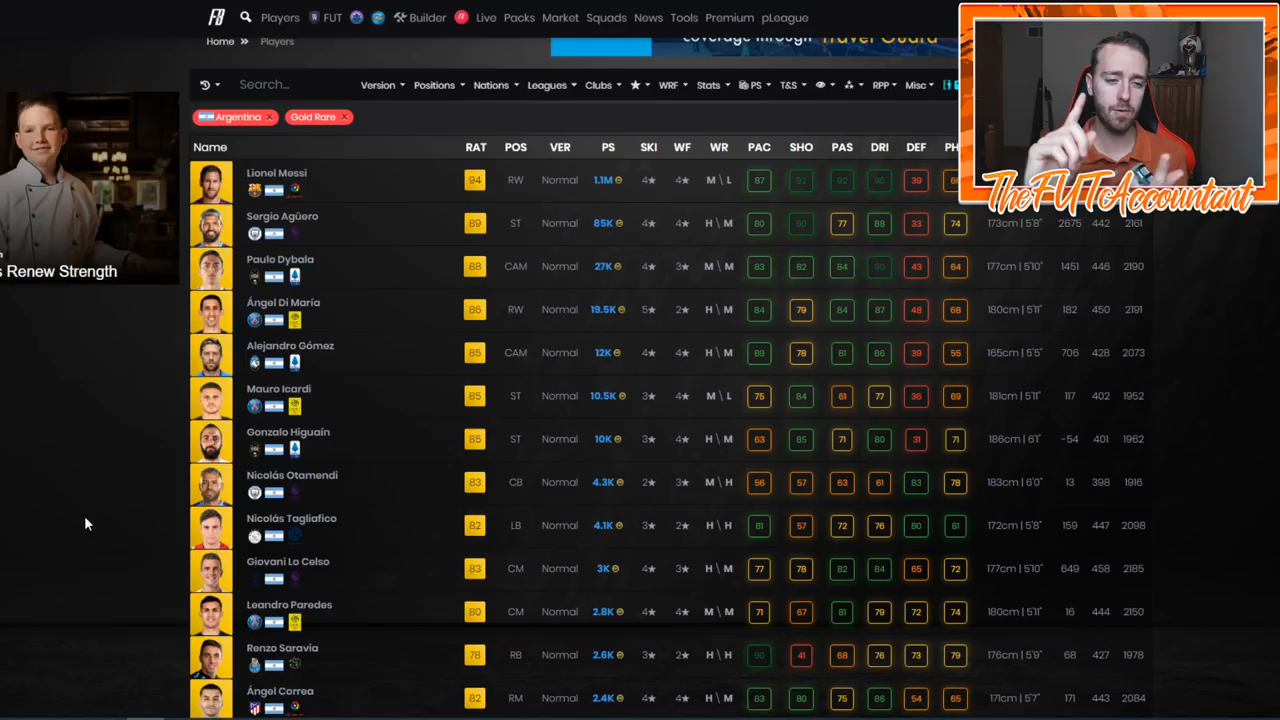 FB Players FUT Builder Live Packs Market Squads News Tools Premium pLeague
Home » Players
coverage through Travel Guard
Search... Version Positions Nations Leagues Clubs WRF Stats PS T&S RPP Misc
Argentina x Gold Rare x
Name RAT POS VER PS SKI WF WR PAC SHO PAS DRI DEF PH
Lionel Messi 94 RW Normal 1.1M 4★ 4★ M \ L 87 92 92 96 39
Sergio Agüero 89 ST Normal 85K 4★ 4★ H \ M 80 90 77 88 33 74 173cm | 5'8" 2675 442 2161
Paulo Dybala 88 CAM Normal 27K 4★ 3★ M \ M 83 82 84 90 43 64 177cm | 5'10" 1451 446 2190
Ángel Di María 86 RW Normal 19.5K 5★ 2★ H \ M 84 79 84 87 48 68 180cm | 5'11" 182 450 2191
Alejandro Gómez 85 CAM Normal 12K 4★ 4★ H \ M 89 78 81 86 39 55 165cm | 5'5" 706 428 2073
Mauro Icardi 85 ST Normal 10.5K 3★ 4★ M \ L 75 84 61 77 36 69 181cm | 5'11" 117 402 1952
Gonzalo Higuaín 85 ST Normal 10K 3★ 4★ H \ M 63 85 71 80 31 71 186cm | 6'1" -54 401 1962
Nicolás Otamendi 83 CB Normal 4.3K 2★ 3★ M \ H 56 57 63 61 83 78 183cm | 6'0" 13 398 1916
Nicolás Tagliafico 82 LB Normal 4.1K 3★ 2★ H \ H 81 57 72 76 80 81 172cm | 5'8" 159 447 2098
Giovani Lo Celso 83 CM Normal 3K 3★ 2★ H \ M 77 78 82 84 65 72 177cm | 5'10" 649 458 2185
Leandro Paredes 80 CM Normal 2.8K 4★ 4★ M \ M 71 67 81 79 72 74 180cm | 5'11" 16 444 2150
Renzo Saravia 78 RB Normal 2.6K 3★ 2★ H \ H 90 41 68 76 73 79 176cm | 5'9" 68 427 1978
Ángel Correa 82 RM Normal 2.4K 4★ 4★ H \ M 83 80 75 86 54 65 171cm | 5'7" 171 443 2084
s Renew Strength
TheFUTAccountant